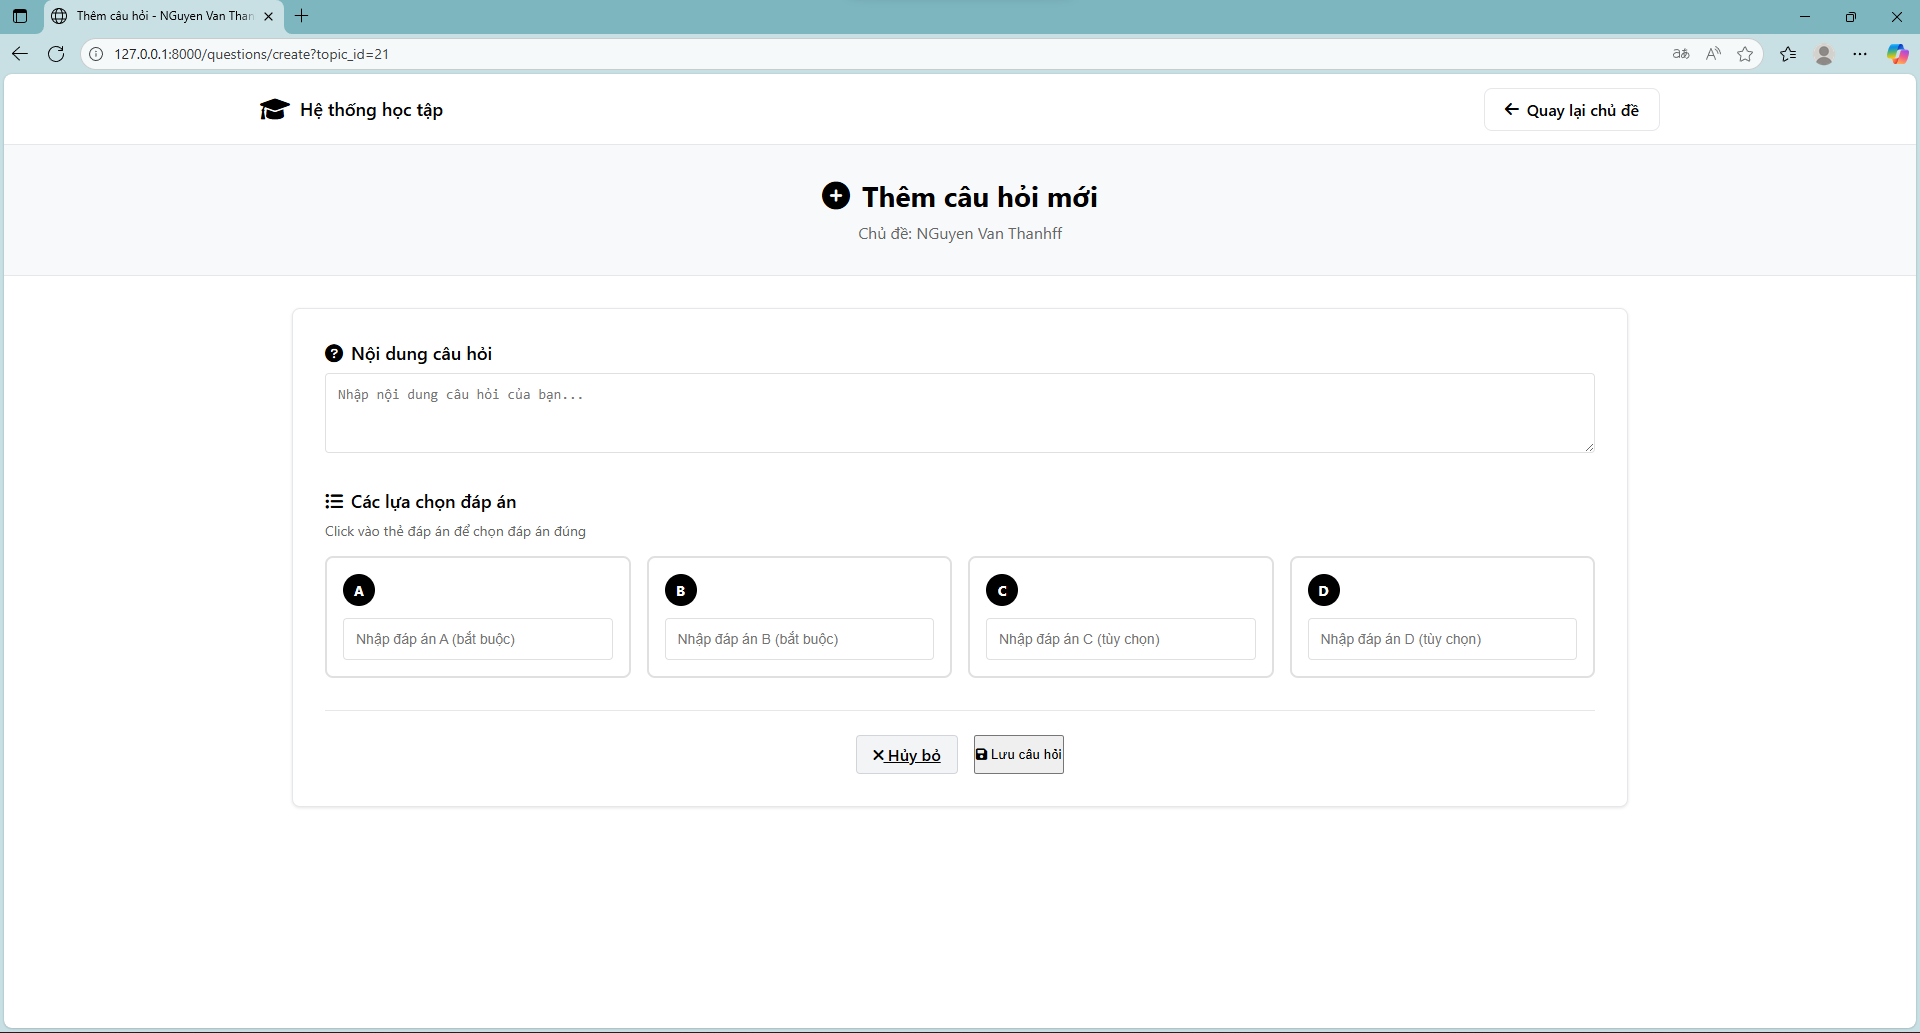 Thêm câu hỏi - NGuyen Van Than
127.0.0.1:8000/questions/create?topic_id=21
Hệ thống học tập
Quay lại chủ đề
Thêm câu hỏi mới
Chủ đề: NGuyen Van Thanhff
Nội dung câu hỏi
Nhập nội dung câu hỏi của bạn...
Các lựa chọn đáp án
Click vào thẻ đáp án để chọn đáp án đúng
A
B
C
D
Nhập đáp án A (bắt buộc)
Nhập đáp án B (bắt buộc)
Nhập đáp án C (tùy chọn)
Nhập đáp án D (tùy chọn)
Hủy bỏ
Lưu câu hỏi